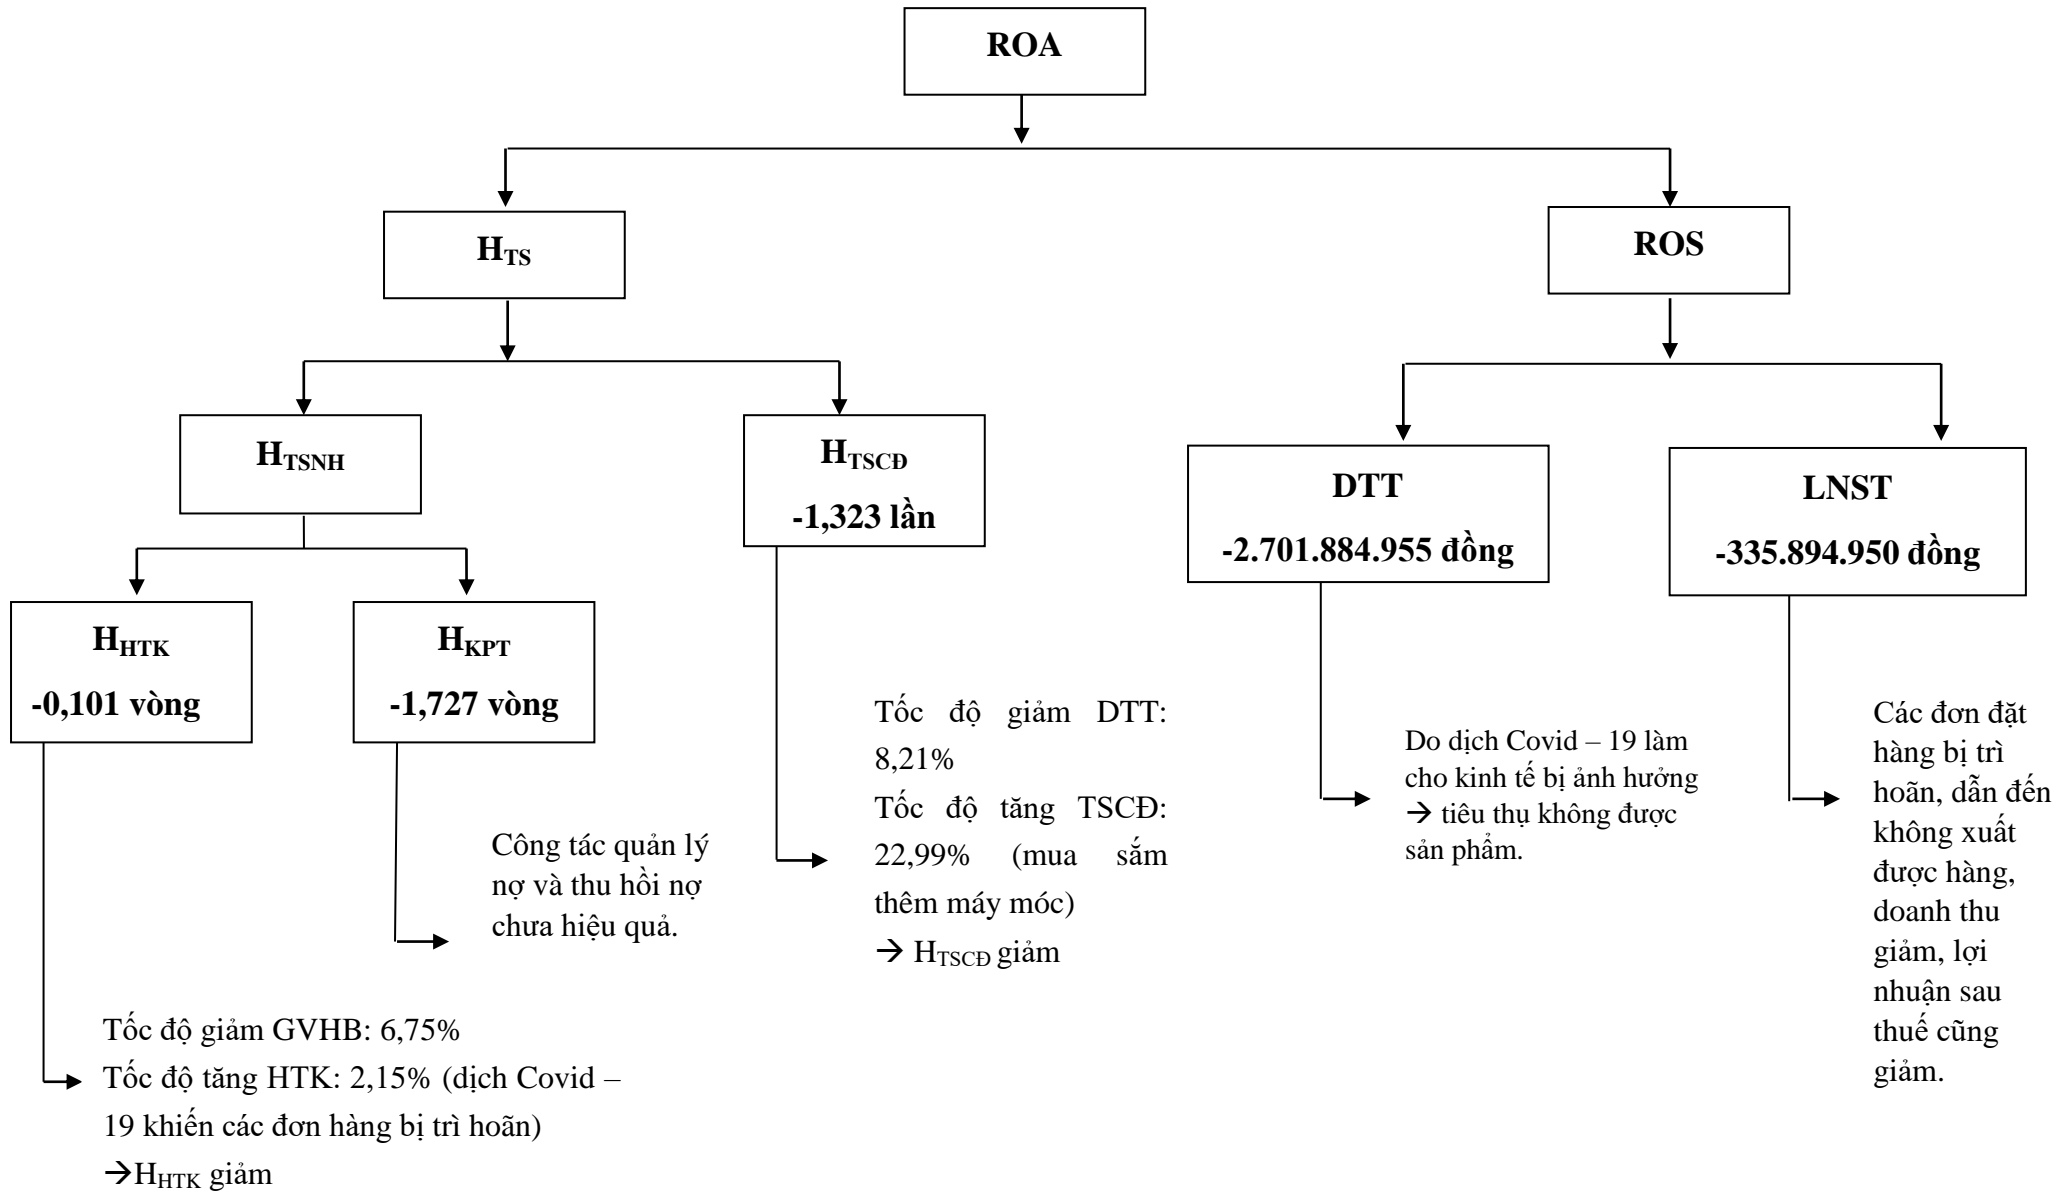 ROA
HTS
ROS
HTSNH
HTSCĐ
-1,323 lần
DTT
-2.701.884.955 đồng
LNST
-335.894.950 đồng
HHTK
-0,101 vòng
HKPT
-1,727 vòng
Tốc độ giảm DTT:
8,21%
Tốc độ tăng TSCĐ:
22,99% (mua sắm
thêm máy móc)
→ HTSCĐ giảm
Do dịch Covid – 19 làm
cho kinh tế bị ảnh hưởng
→ tiêu thụ không được
sản phẩm.
Các đơn đặt
hàng bị trì
hoãn, dẫn đến
không xuất
được hàng,
doanh thu
giảm, lợi
nhuận sau
thuế cũng
giảm.
Công tác quản lý
nợ và thu hồi nợ
chưa hiệu quả.
Tốc độ giảm GVHB: 6,75%
Tốc độ tăng HTK: 2,15% (dịch Covid –
19 khiến các đơn hàng bị trì hoãn)
→HHTK giảm